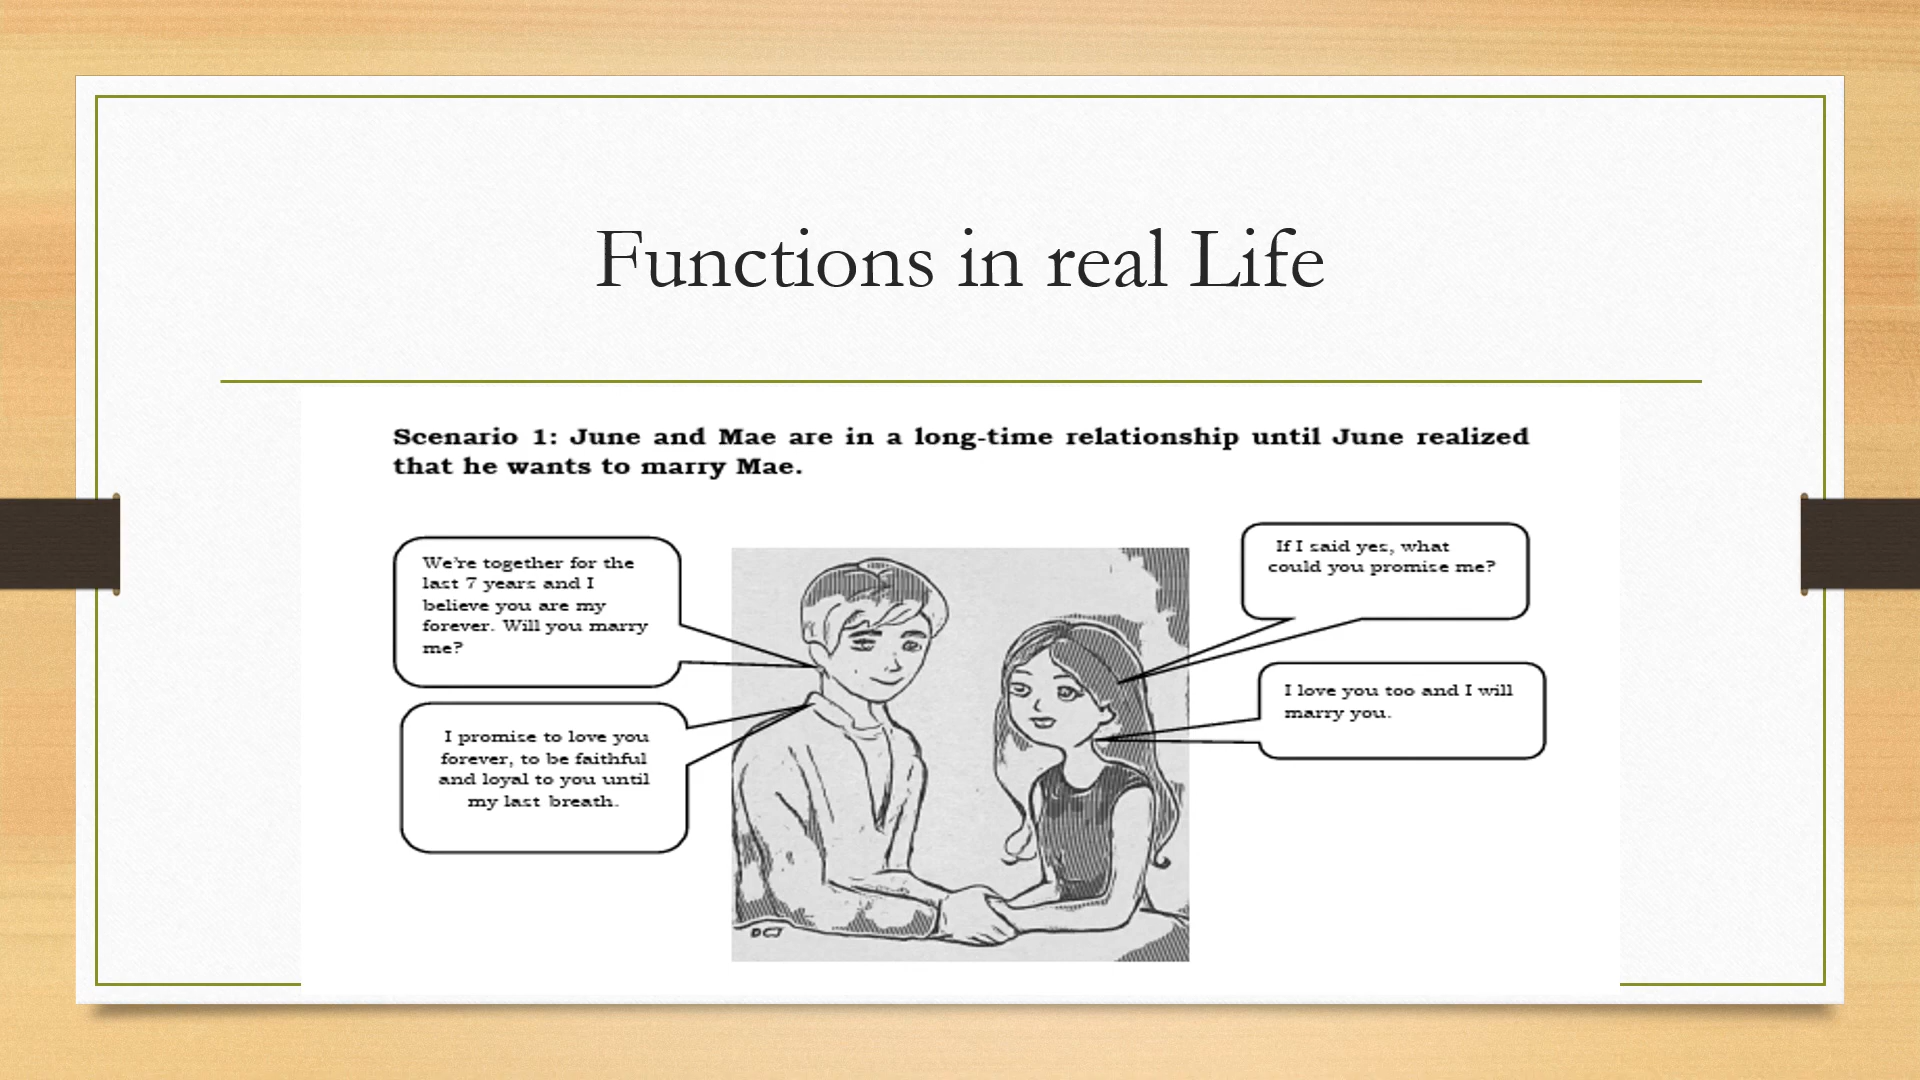 Functions in real Life
Scenario 1: June and Mae are in a long-time relationship until June realized
that he wants to marry Mae.
We're together for the
last 7 years and I
believe you are my
forever. Will you marry
me?
If I said yes, what
could you promise me?
I promise to love you
forever, to be faithful
and loyal to you until
my last breath.
I love you too and I will
marry you.
DCJ